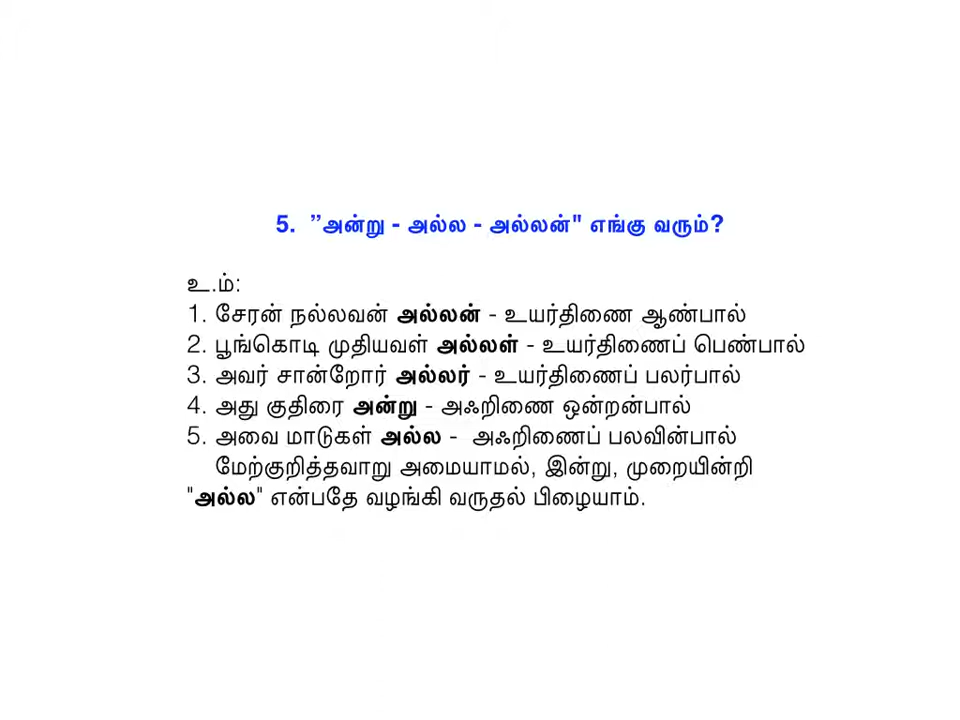 5. ”அன்று - அல்ல - அல்லன்" எங்கு வரும்?
உ.ம்:
1. சேரன் நல்லவன் அல்லன் - உயர்திணை ஆண்பால்
2. பூங்கொடி முதியவள் அல்லள் - உயர்திணைப் பெண்பால்
3. அவர் சான்றோர் அல்லர் - உயர்திணைப் பலர்பால்
4. அது குதிரை அன்று - அஃறிணை ஒன்றன்பால்
5. அவை மாடுகள் அல்ல - அஃறிணைப் பலவின்பால்
மேற்குறித்தவாறு அமையாமல், இன்று, முறையின்றி
"அல்ல" என்பதே வழங்கி வருதல் பிழையாம்.